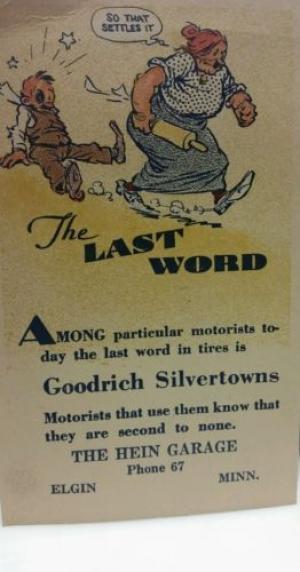 SO THAT
SETTLES IT
The
LAST
WORD
AMONG particular motorists to-
day the last word in tires is
Goodrich Silvertowns
Motorists that use them know that
they are second to none.
THE HEIN GARAGE
Phone 67
ELGIN MINN.